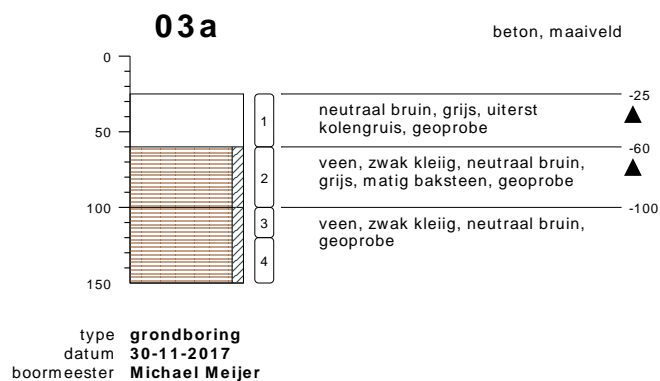 03a
beton, maaiveld
0
-25
1
neutraal bruin, grijs, uiterst
kolengruis, geoprobe
50
-60
2
veen, zwak kleiig, neutraal bruin,
grijs, matig baksteen, geoprobe
100
-100
3
veen, zwak kleiig, neutraal bruin,
geoprobe
4
150
type grondboring
datum 30-11-2017
boormeester Michael Meijer